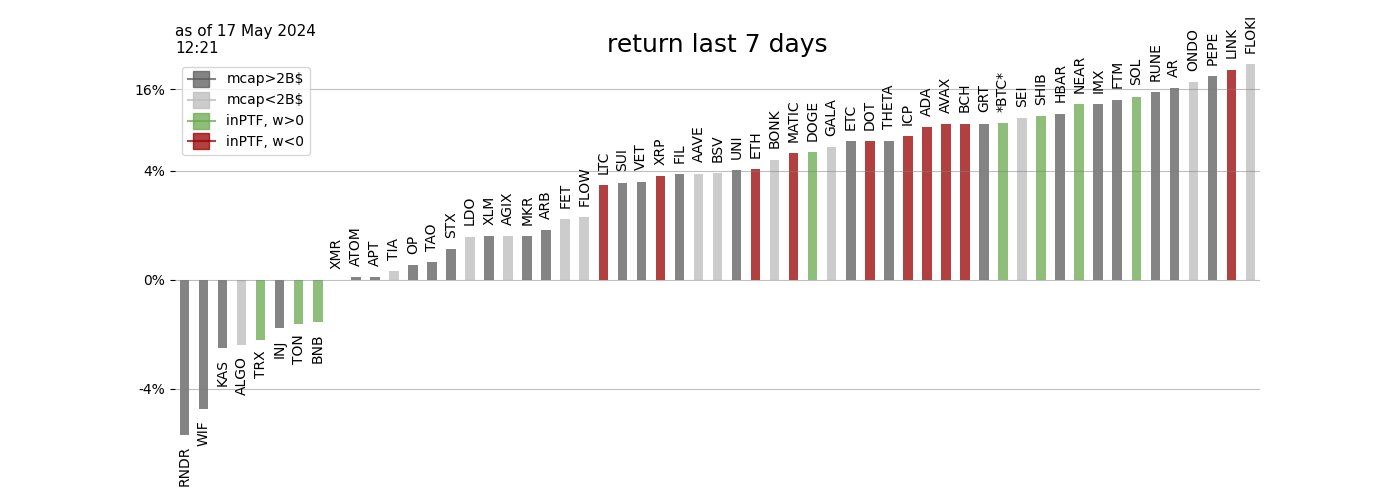 as of 17 May 2024
12:21
return last 7 days
mcap>2B$
mcap<2B$
inPTF, w>0
inPTF, w<0
16%
4%
0%
-4%
RNDR
WIF
KAS
ALGO
TRX
INJ
TON
BNB
XMR
ATOM
APT
TIA
OP
TAO
STX
LDO
XLM
AGIX
MKR
ARB
FET
FLOW
LTC
SUI
VET
XRP
FIL
AAVE
BSV
UNI
ETH
BONK
MATIC
DOGE
GALA
ETC
DOT
THETA
ICP
ADA
AVAX
BCH
GRT
*BTC*
SEI
SHIB
HBAR
NEAR
IMX
FTM
SOL
RUNE
AR
ONDO
PEPE
LINK
FLOKI